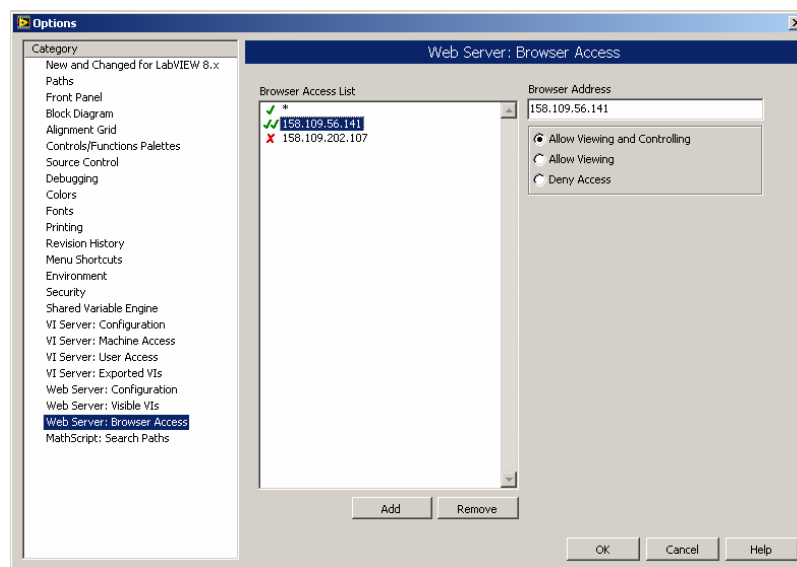 Options
Category
New and Changed for LabVIEW 8.x
Paths
Front Panel
Block Diagram
Alignment Grid
Controls/Functions Palettes
Source Control
Debugging
Colors
Fonts
Printing
Revision History
Menu Shortcuts
Environment
Security
Shared Variable Engine
VI Server: Configuration
VI Server: Machine Access
VI Server: User Access
VI Server: Exported VIs
Web Server: Configuration
Web Server: Visible VIs
Web Server: Browser Access
MathScript: Search Paths
Web Server: Browser Access
Browser Access List
*
158.109.56.141
158.109.202.107
Add Remove
Browser Address
158.109.56.141
Allow Viewing and Controlling
Allow Viewing
Deny Access
OK Cancel Help